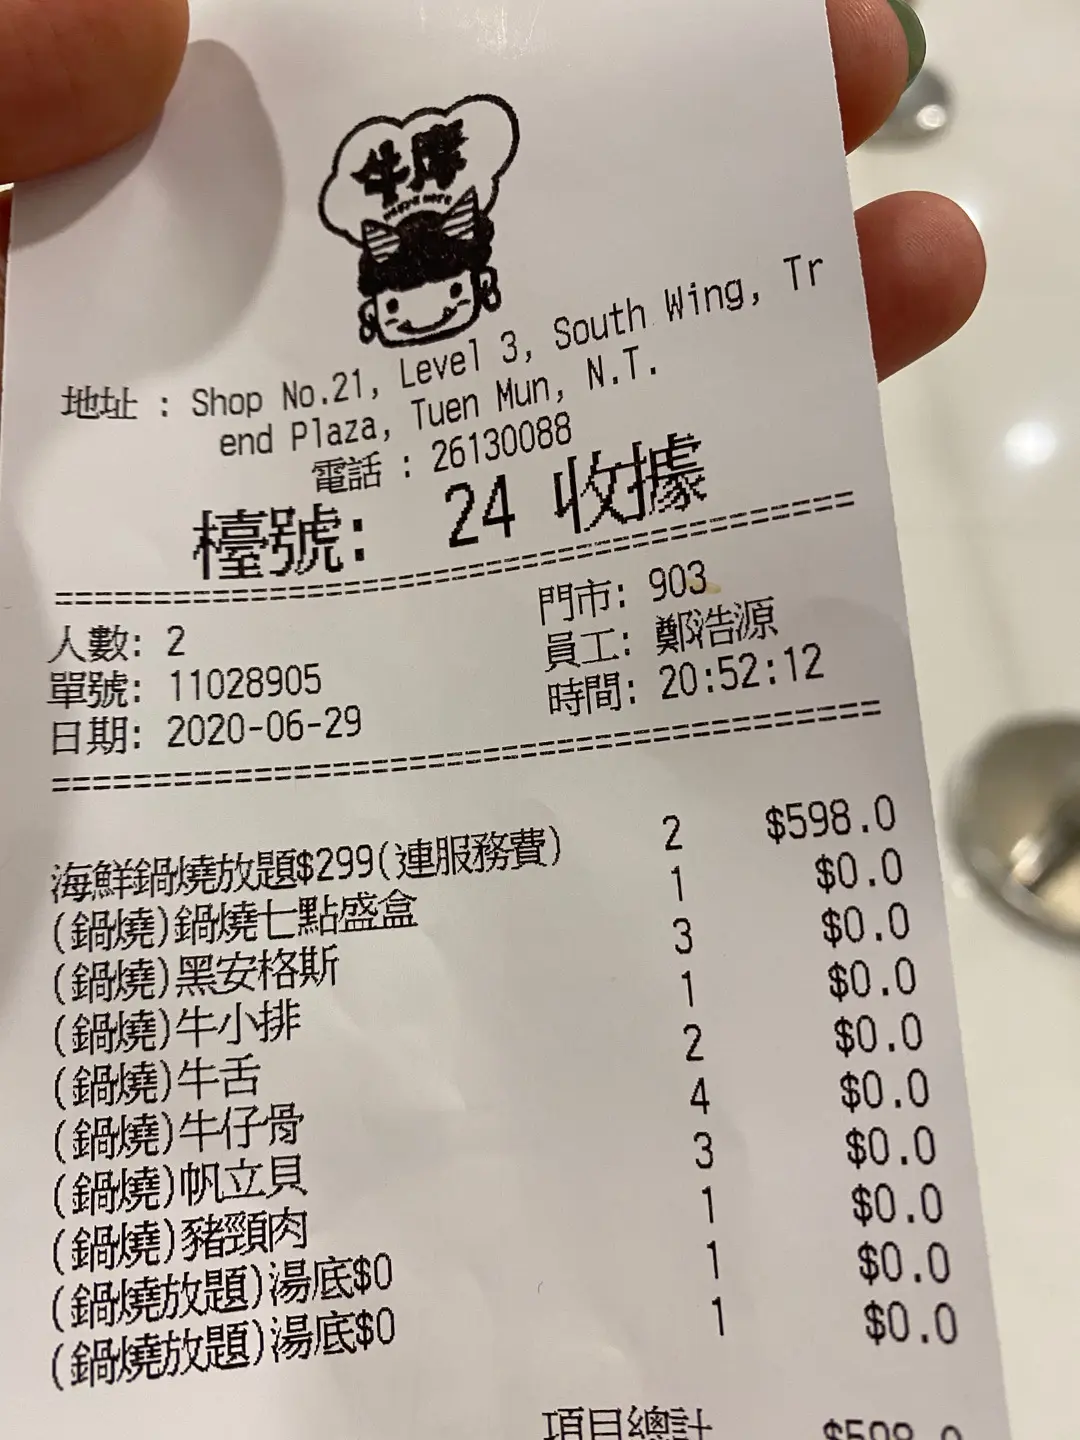 牛摩
地址 : Shop No.21, Level 3, South Wing, Tr
end Plaza, Tuen Mun, N.T.
電話 : 26130088
檯號: 24 收據
人數: 2 門市: 903
單號: 11028905 員工: 鄭浩源
日期: 2020-06-29 時間: 20:52:12
海鮮鍋燒放題$299(連服務費) 2 $598.0
(鍋燒)鍋燒七點盛盒 1 $0.0
(鍋燒)黑安格斯 3 $0.0
(鍋燒)牛小排 1 $0.0
(鍋燒)牛舌 2 $0.0
(鍋燒)牛仔骨 4 $0.0
(鍋燒)帆立貝 3 $0.0
(鍋燒)豬頸肉 1 $0.0
(鍋燒放題)湯底$0 1 $0.0
(鍋燒放題)湯底$0 1 $0.0
項目總計 $598.0